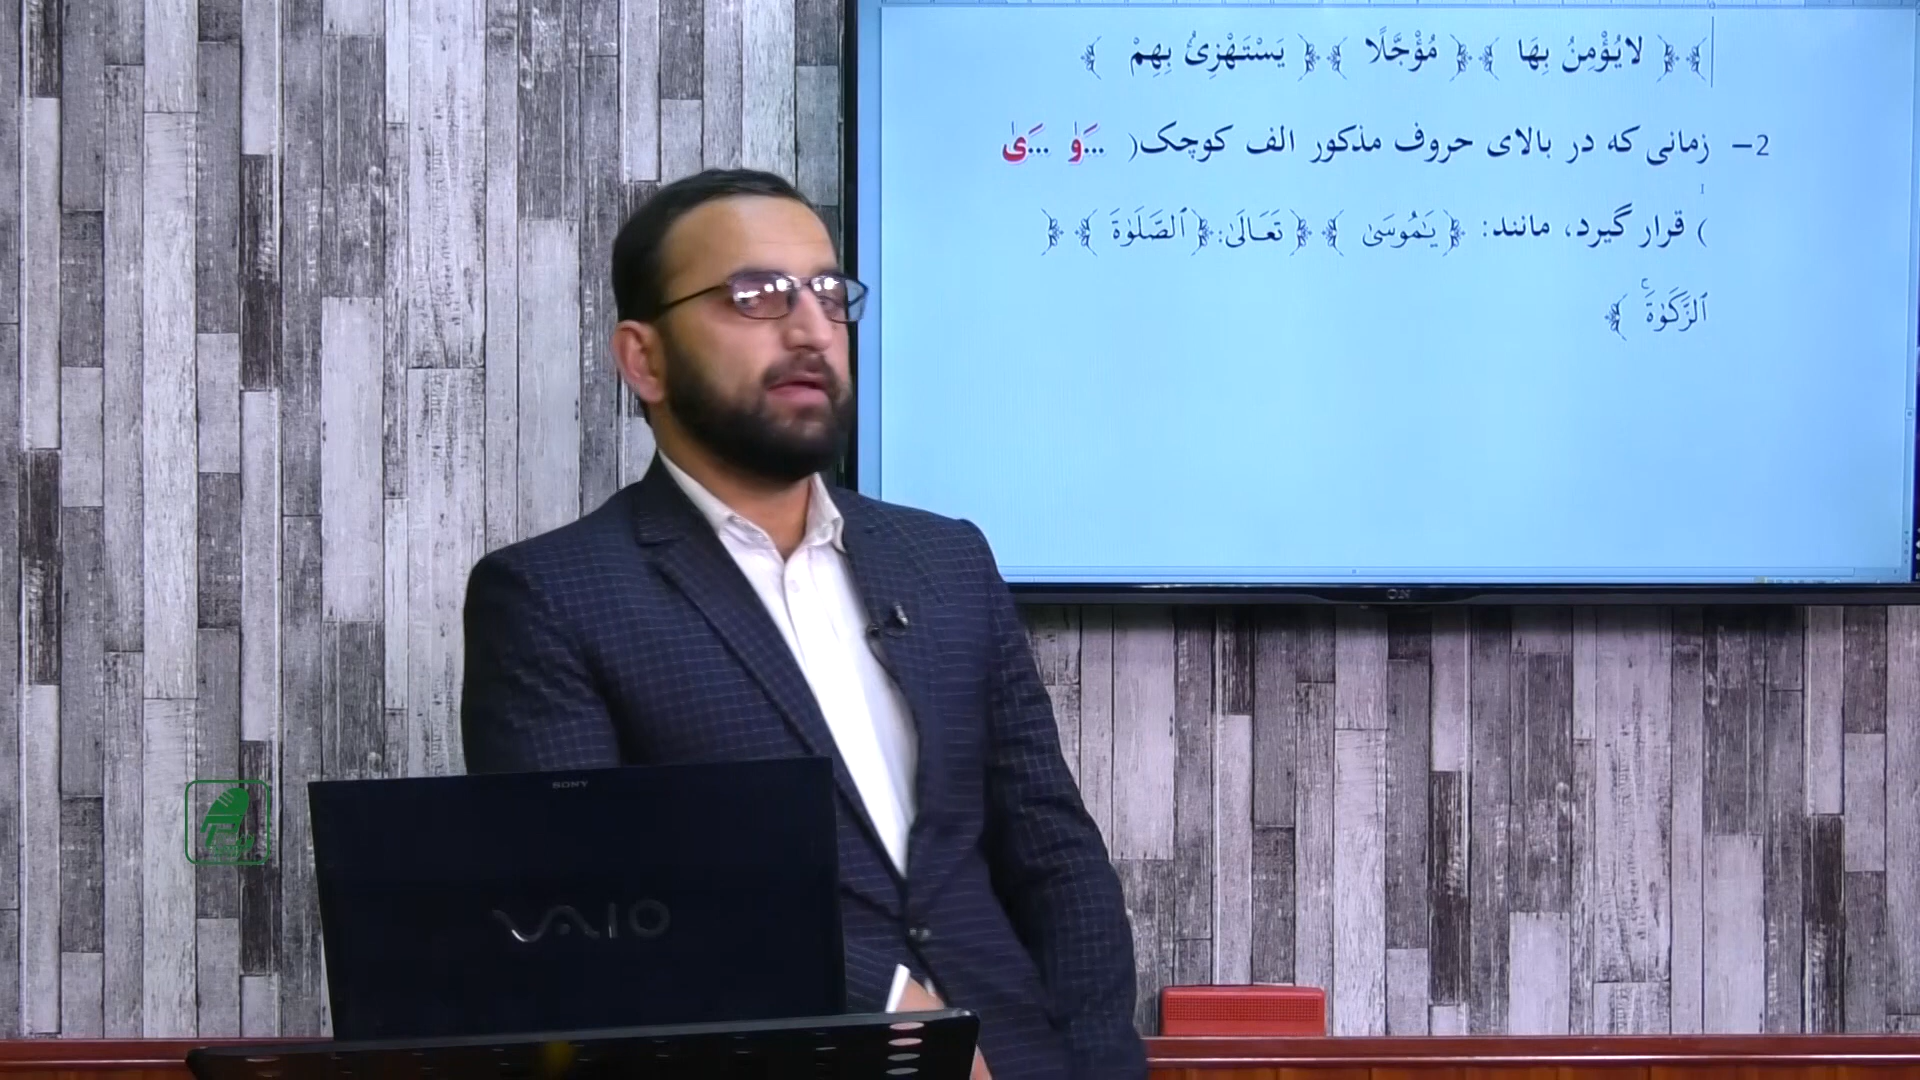 ﴾﴿ لایُؤْمِنُ بِهَا ﴾﴿ مُؤْجَّلًا ﴾﴿ یَسْتَهْزِئُ بِهِمْ ﴾
2– زمانی که در بالای حروف مذکور الف کوچک( ...َوٰ ...َیٰ
) قرار گیرد، مانند: ﴿ یَٰمُوسَىٰ ﴾﴿ تَعَالَىٰ:﴿ ٱلصَّلَوٰةَ ﴾﴿
ٱلزَّكَوٰةَۚ ﴾
ON
SONY
VAIO